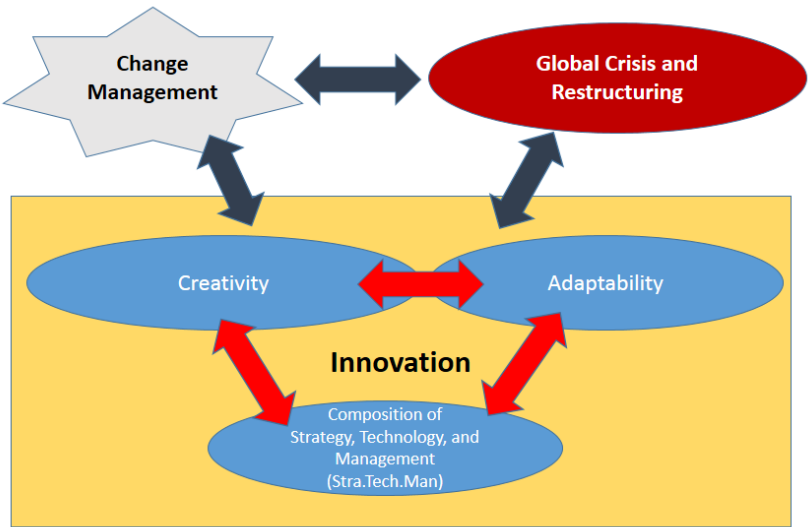 Change
Management
Global Crisis and
Restructuring
Creativity
Adaptability
Innovation
Composition of
Strategy, Technology, and
Management
(Stra.Tech.Man)